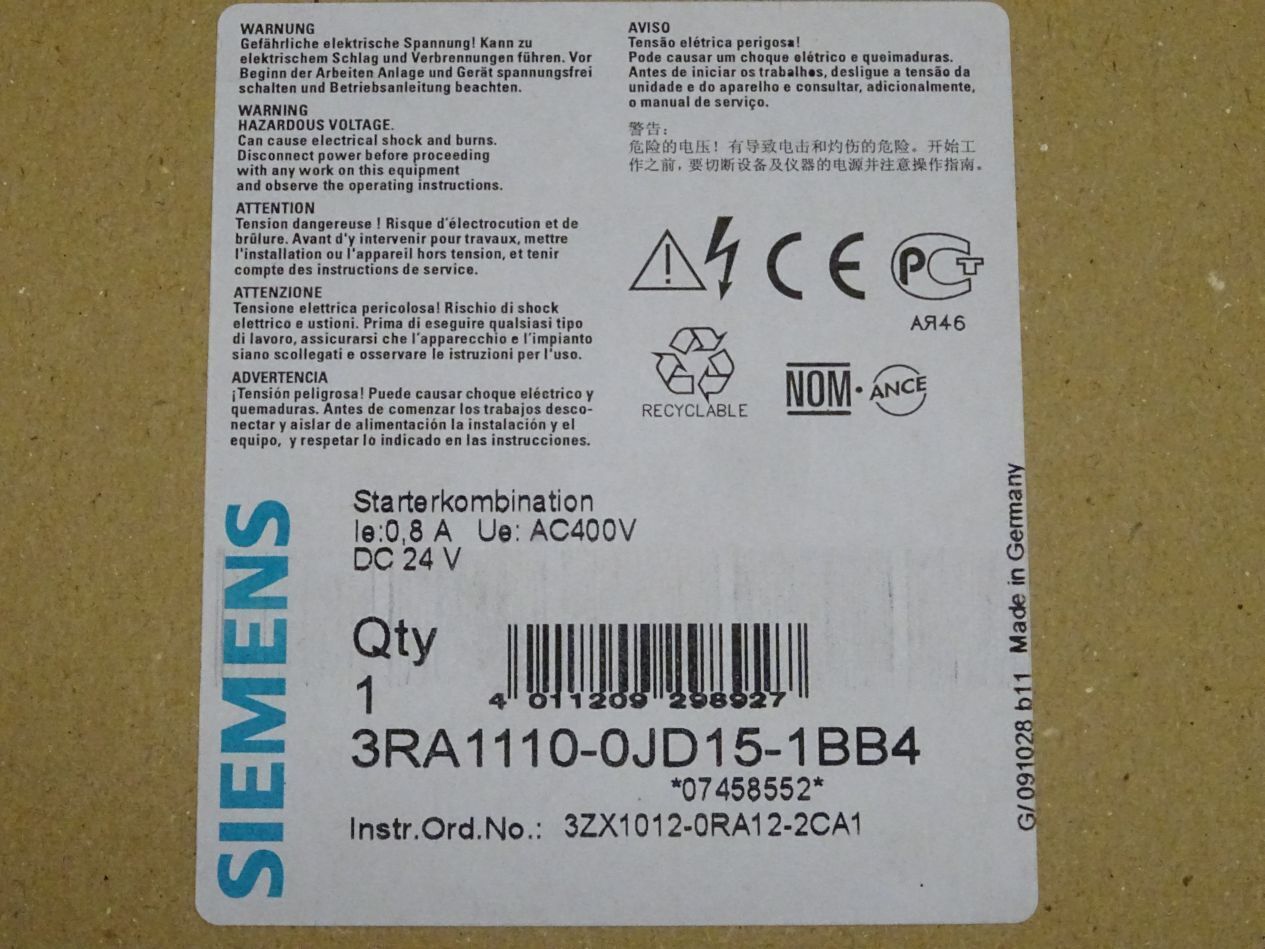 WARNUNG
Gefährliche elektrische Spannung! Kann zu
elektrischem Schlag und Verbrennungen führen. Vor
Beginn der Arbeiten Anlage und Gerät spannungsfrei
schalten und Betriebsanleitung beachten.
WARNING
HAZARDOUS VOLTAGE.
Can cause electrical shock and burns.
Disconnect power before proceeding
with any work on this equipment
and observe the operating instructions.
ATTENTION
Tension dangereuse ! Risque d'électrocution et de
brûlure. Avant d'y intervenir pour travaux, mettre
l'installation ou l'appareil hors tension, et tenir
compte des instructions de service.
ATTENZIONE
Tensione elettrica pericolosa! Rischio di shock
elettrico e ustioni. Prima di eseguire qualsiasi tipo
di lavoro, assicurarsi che l'apparecchio e l'impianto
siano scollegati e osservare le istruzioni per l'uso.
ADVERTENCIA
¡Tensión peligrosa! Puede causar choque eléctrico y
quemaduras. Antes de comenzar los trabajos desco-
nectar y aislar de alimentación la instalación y el
equipo, y respetar lo indicado en las instrucciones.
AVISO
Tensão elétrica perigosa!
Pode causar um choque elétrico e queimaduras.
Antes de iniciar os trabalhos, desligue a tensão da
unidade e do aparelho e consultar, adicionalmente,
o manual de serviço.
警告:
危险的电压! 有导致电击和灼伤的危险。开始工
作之前, 要切断设备及仪器的电源并注意操作指南。
CE PCT
АЯ46
RECYCLABLE
NOM · ANCE
SIEMENS
Starterkombination
Ie:0,8 A Ue: AC400V
DC 24 V
Qty
1
4 011209 298927
3RA1110-0JD15-1BB4
*07458552*
Instr.Ord.No.: 3ZX1012-0RA12-2CA1
G/091028 b11 Made in Germany